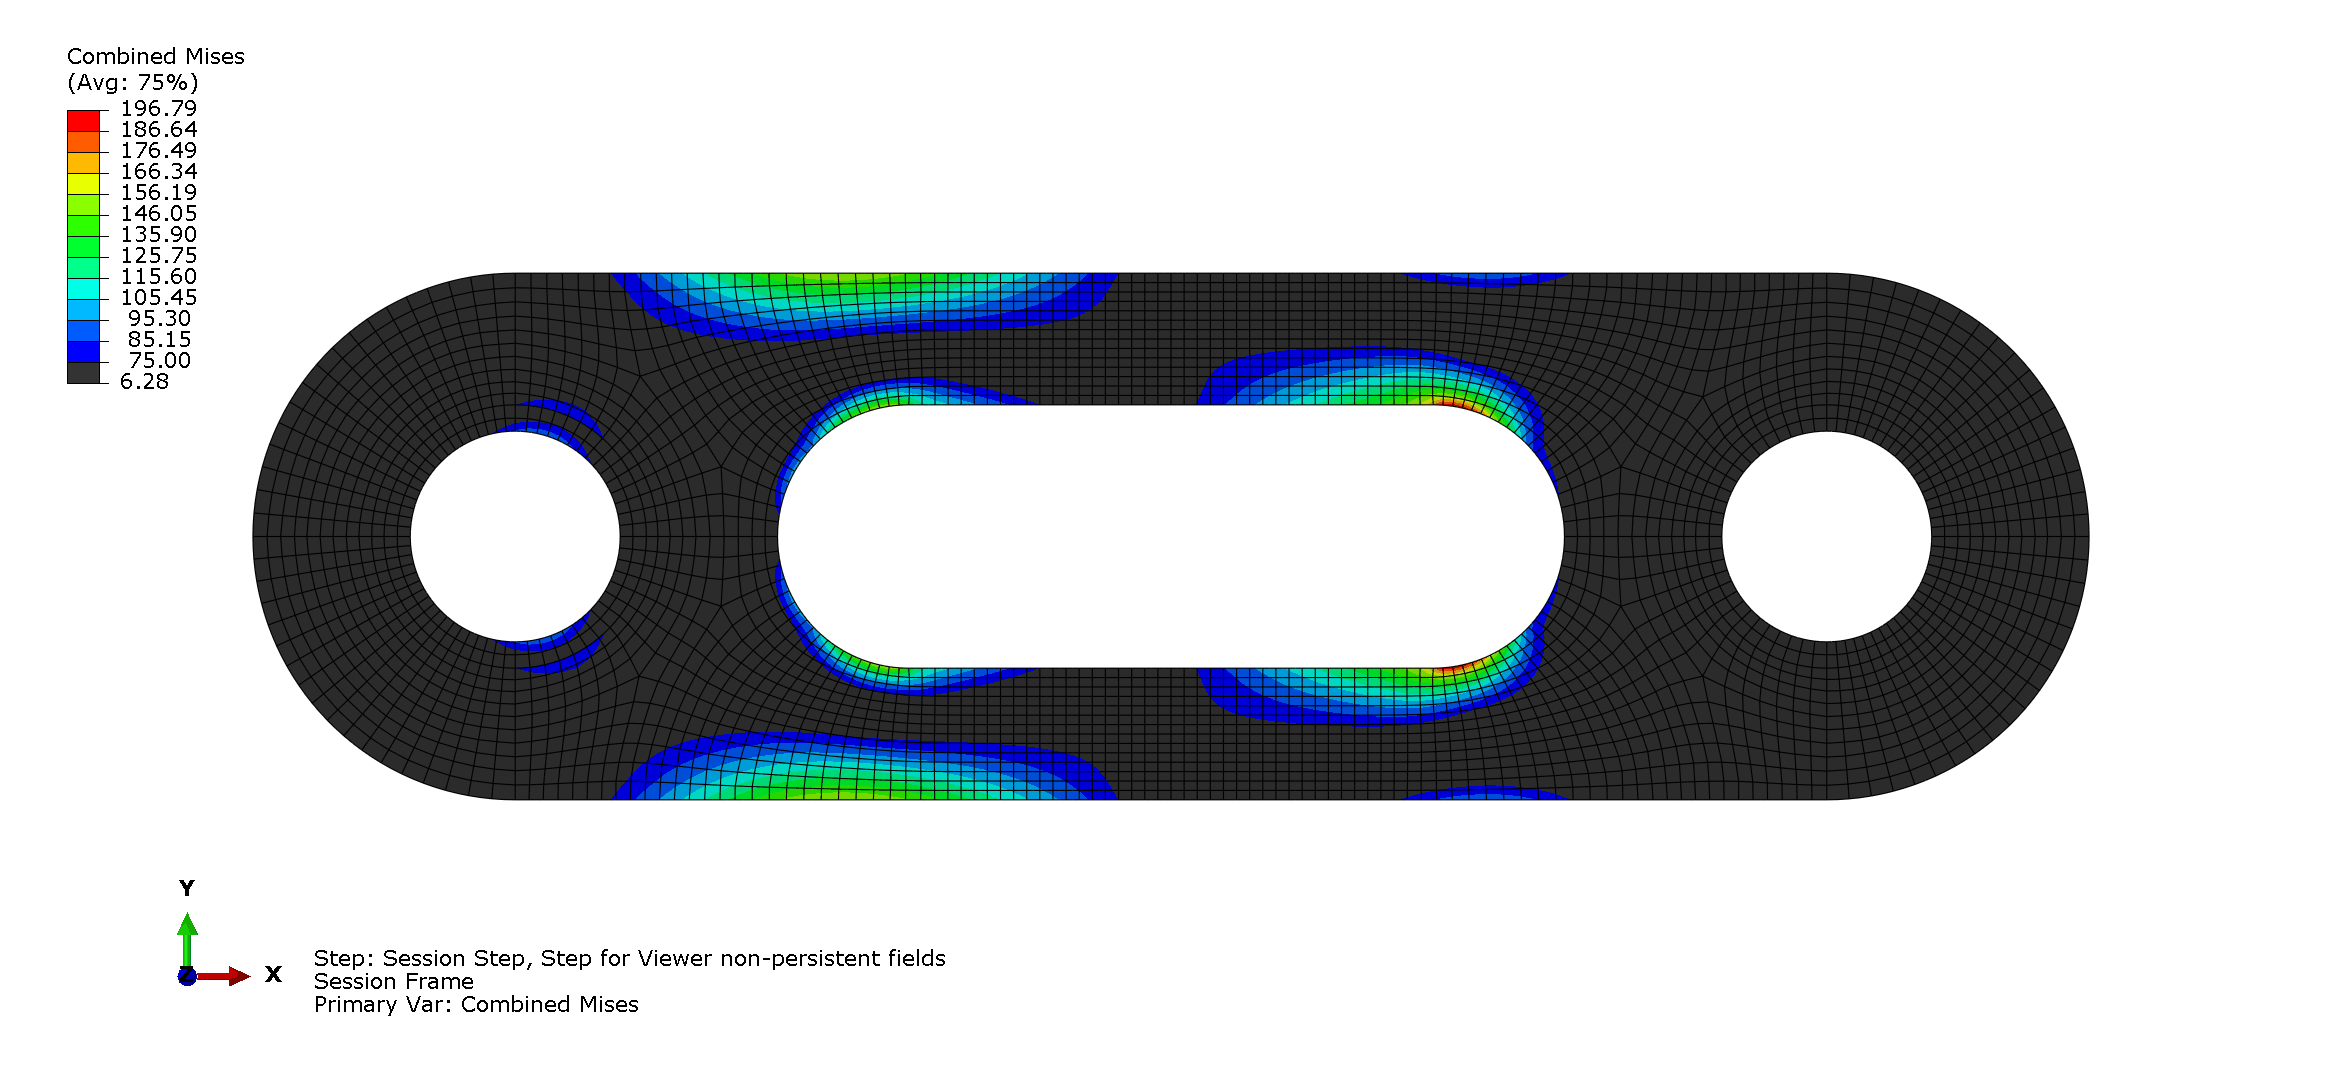 Combined Mises
(Avg: 75%)
196.79
186.64
176.49
166.34
156.19
146.05
135.90
125.75
115.60
105.45
95.30
85.15
75.00
6.28
Y
Z
X
Step: Session Step, Step for Viewer non-persistent fields
Session Frame
Primary Var: Combined Mises